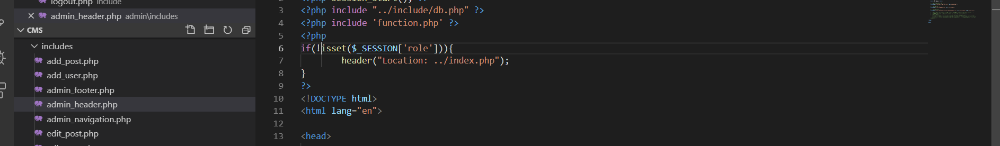 logout.php include
admin_header.php admin\includes
CMS
includes
add_post.php
add_user.php
admin_footer.php
admin_header.php
admin_navigation.php
edit_post.php
3 <?php include "../include/db.php" ?>
4 <?php include 'function.php' ?>
5 <?php
6 if(!isset($_SESSION['role'])){
7 header("Location: ../index.php");
8 }
9 ?>
10 <!DOCTYPE html>
11 <html lang="en">
12
13 <head>